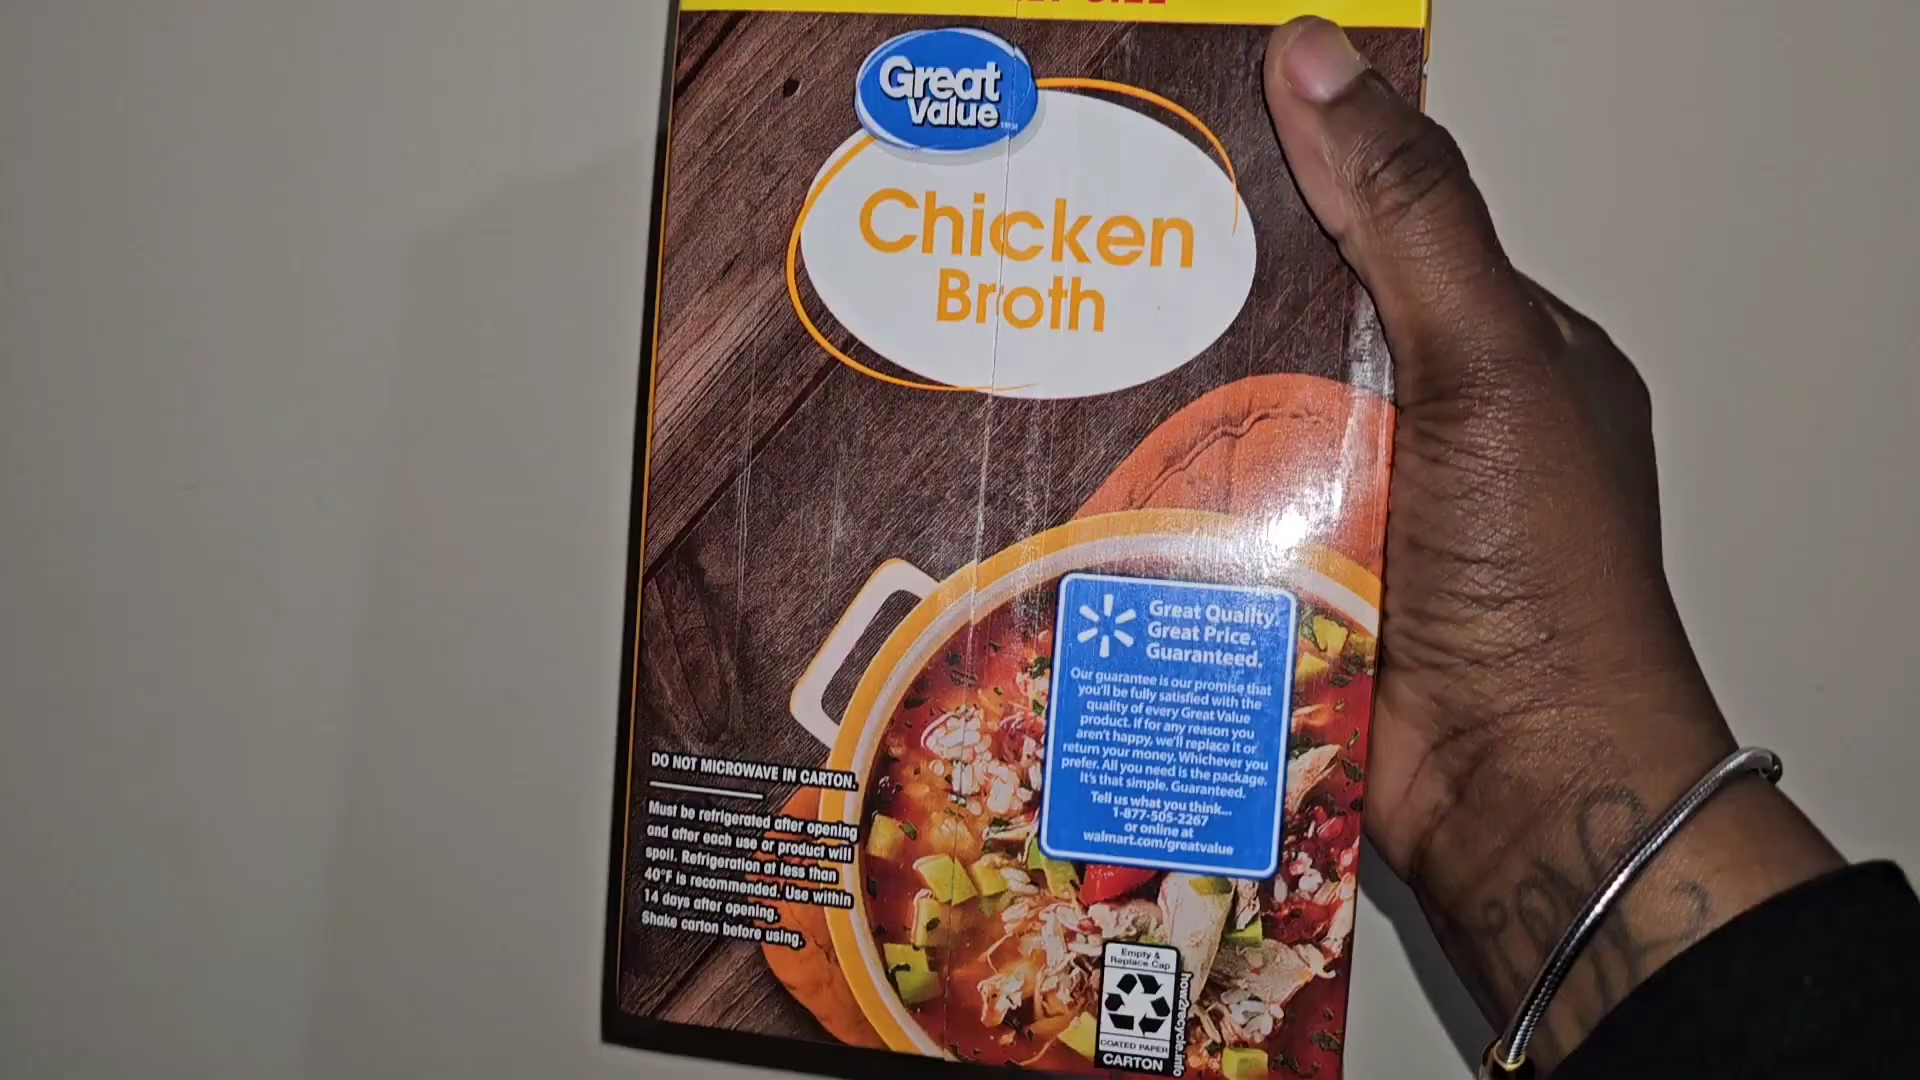 Great
Value™
Chicken
Broth
Great Quality.
Great Price.
Guaranteed.
Our guarantee is our promise that
you'll be fully satisfied with the
quality of every Great Value
product. If for any reason you
aren't happy, we'll replace it or
return your money. Whichever you
prefer. All you need is the package.
It's that simple. Guaranteed.
Tell us what you think...
1-877-505-2267
or online at
walmart.com/greatvalue
DO NOT MICROWAVE IN CARTON.
Must be refrigerated after opening
and after each use or product will
spoil. Refrigeration at less than
40°F is recommended. Use within
14 days after opening.
Shake carton before using.
Empty &
Replace Cap
COATED PAPER
CARTON
how2recycle.info